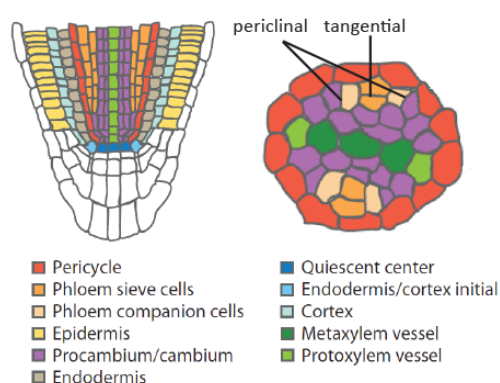 periclinal tangential
Pericycle
Phloem sieve cells
Phloem companion cells
Epidermis
Procambium/cambium
Endodermis
Quiescent center
Endodermis/cortex initial
Cortex
Metaxylem vessel
Protoxylem vessel